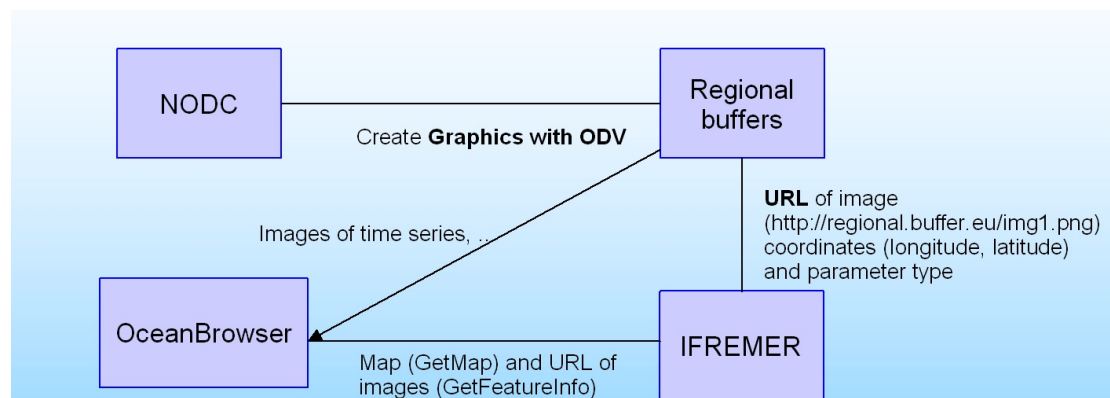 NODC
Regional
buffers
Create Graphics with ODV
URL of image
(http://regional.buffer.eu/img1.png)
coordinates (longitude, latitude)
and parameter type
Images of time series, ..
OceanBrowser
IFREMER
Map (GetMap) and URL of
images (GetFeatureInfo)